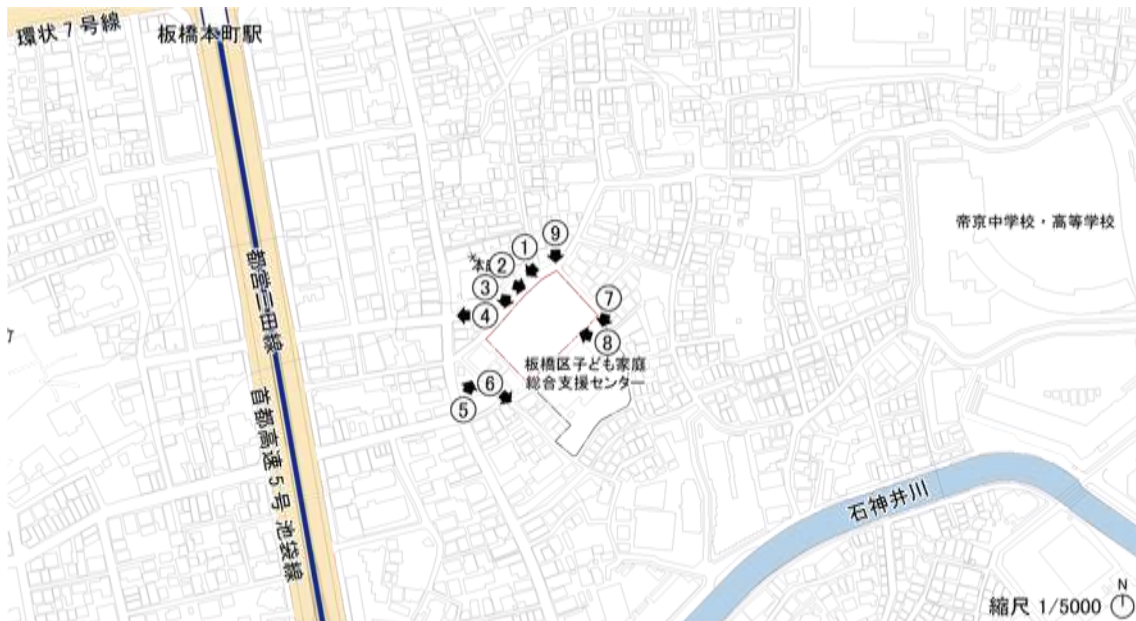 環状7号線
板橋本町駅
帝京中学校・高等学校
⑨
①
②
③
④
⑦
⑧
都営三田線
板橋区子ども家庭
総合支援センター
⑥
⑤
首都高速5号 池袋線
石神井川
N
縮尺 1/5000